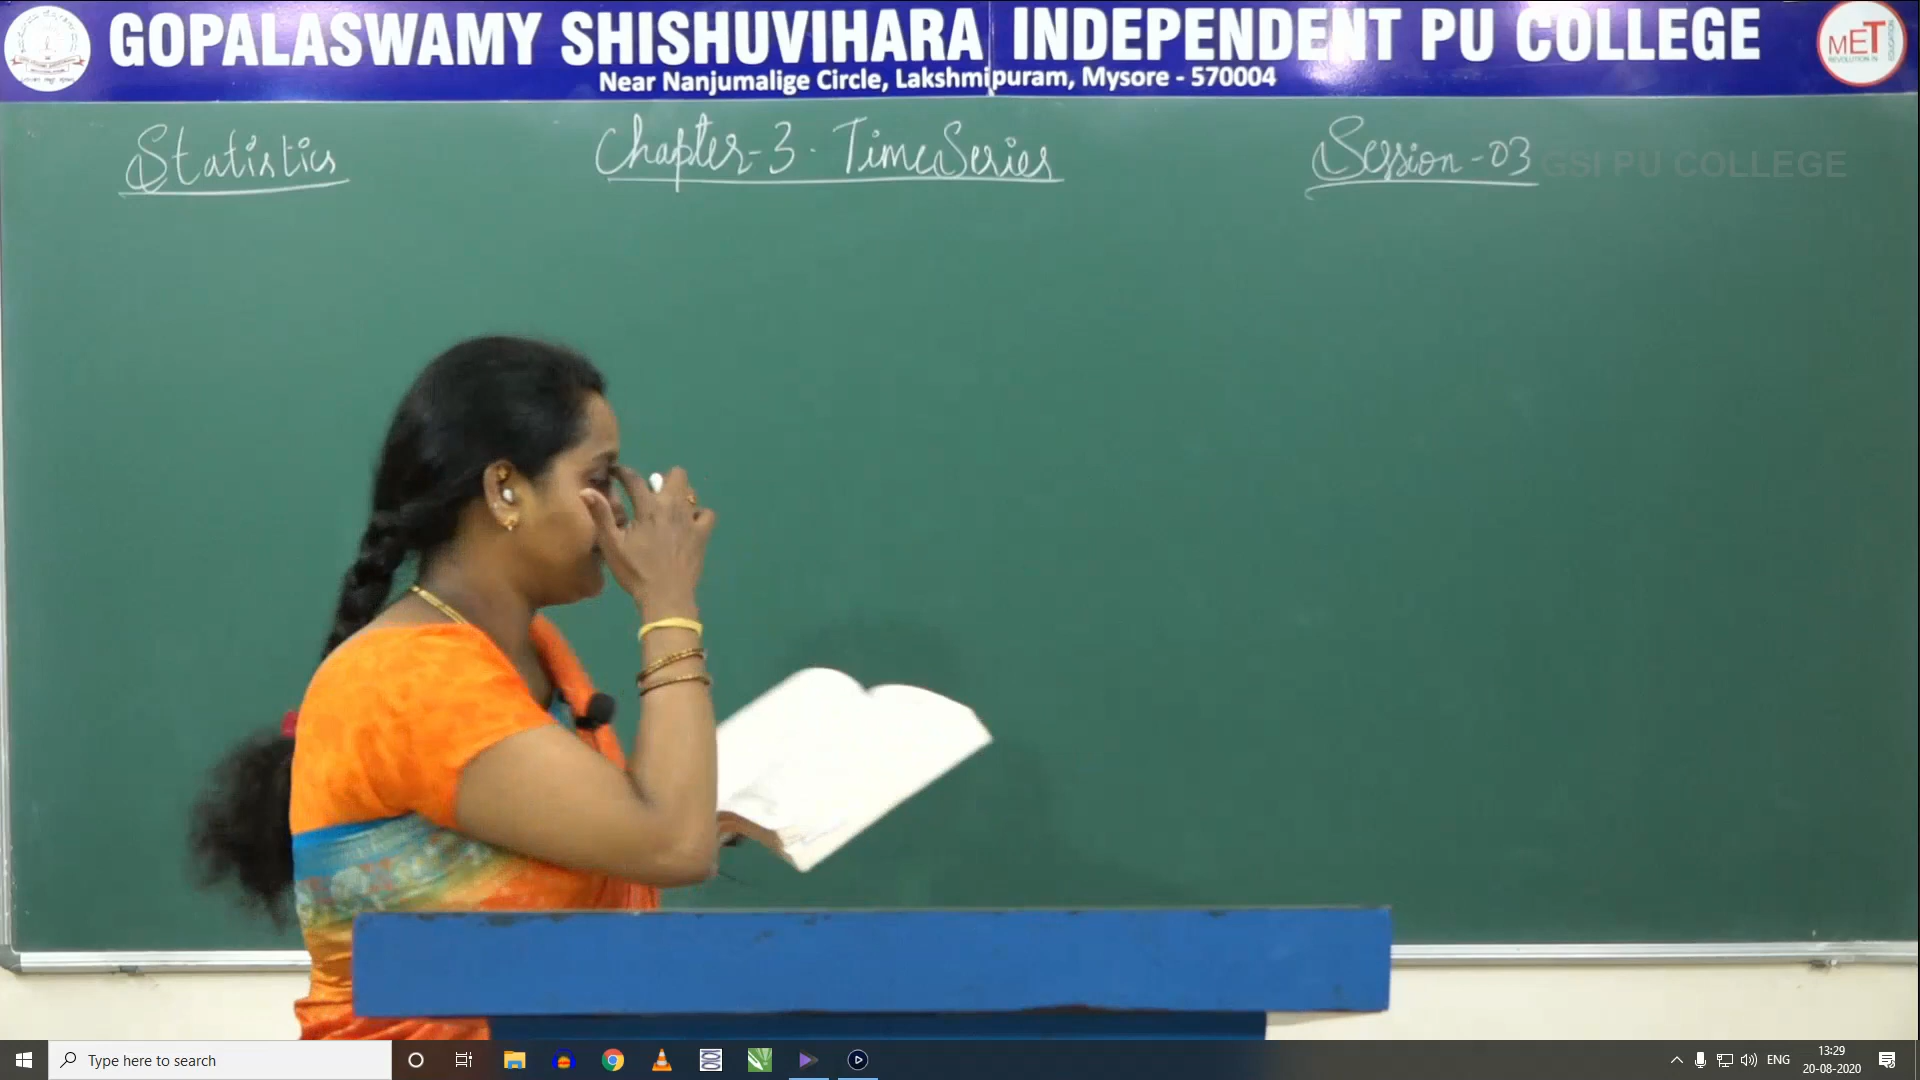 GOPALASWAMY SHISHUVIHARA INDEPENDENT PU COLLEGE
Near Nanjumalige Circle, Lakshmipuram, Mysore - 570004
MET
Statistics
Chapter-3. Time Series
Session-03
GSI PU COLLEGE
Type here to search
ENG
13:29
20-08-2020